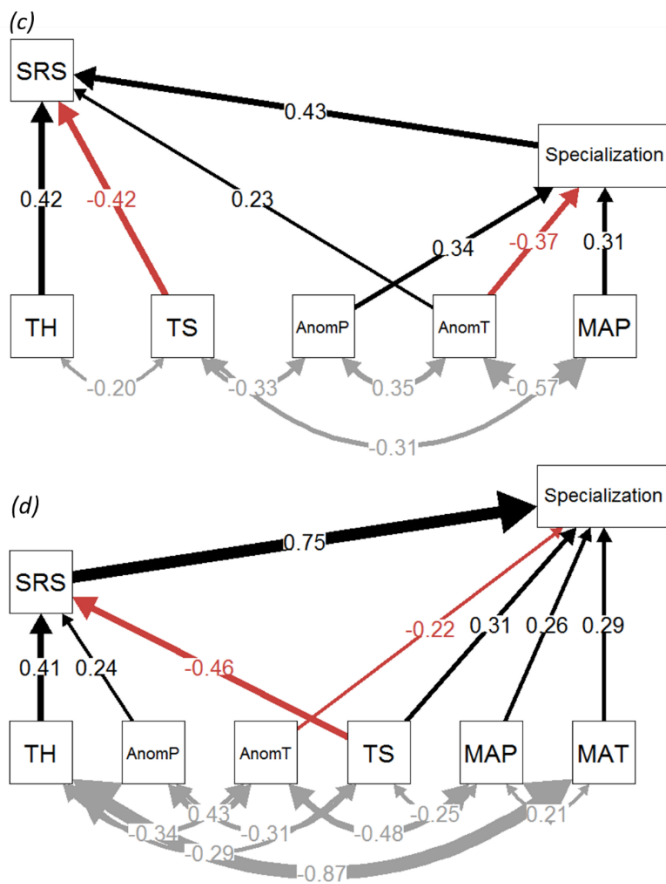 (c)
SRS
0.43
Specialization
0.42
-0.42
0.23
0.34
-0.37
0.31
TH
TS
AnomP
AnomT
MAP
-0.20
-0.33
0.35
-0.57
-0.31
(d)
Specialization
0.75
SRS
-0.22
0.31
0.26
0.29
0.41
0.24
-0.46
TH
AnomP
AnomT
TS
MAP
MAT
0.43
-0.25
0.21
-0.34
-0.31
-0.48
-0.29
-0.87